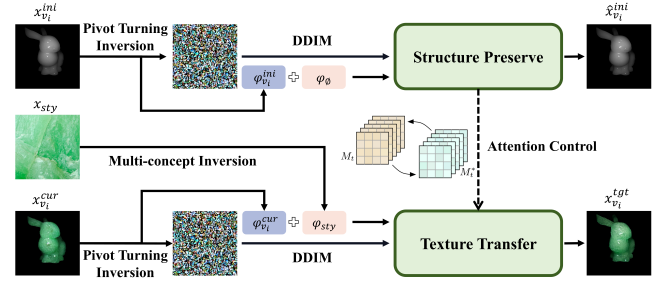 x_{v_i}^{ini}
Pivot Turning
Inversion
DDIM
φ_{v_i}^{ini} + φ_∅
Structure Preserve
x̂_{v_i}^{ini}
x_{sty}
Multi-concept Inversion
M_t
M_t^*
Attention Control
x_{v_i}^{cur}
Pivot Turning
Inversion
φ_{v_i}^{cur} + φ_{sty}
DDIM
Texture Transfer
x_{v_i}^{tgt}